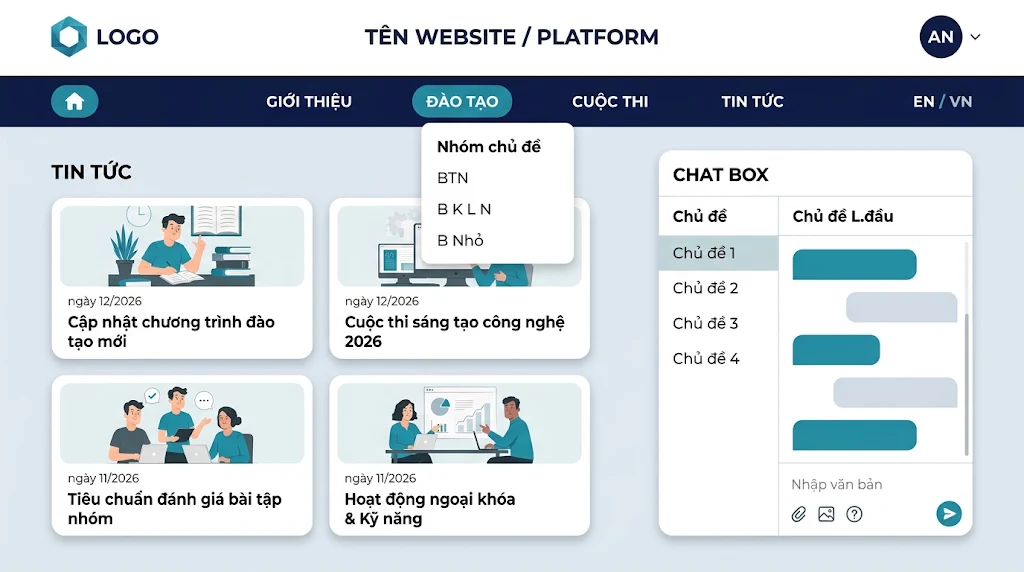 LOGO
TÊN WEBSITE / PLATFORM
AN
GIỚI THIỆU
ĐÀO TẠO
CUỘC THI
TIN TỨC
EN / VN
Nhóm chủ đề
BTN
B K L N
B Nhỏ
TIN TỨC
ngày 12/2026
Cập nhật chương trình đào
tạo mới
ngày 12/2026
Cuộc thi sáng tạo công nghệ
2026
ngày 11/2026
Tiêu chuẩn đánh giá bài tập
nhóm
ngày 11/2026
Hoạt động ngoại khóa
& Kỹ năng
CHAT BOX
Chủ đề
Chủ đề 1
Chủ đề 2
Chủ đề 3
Chủ đề 4
Chủ đề L.đầu
Nhập văn bản